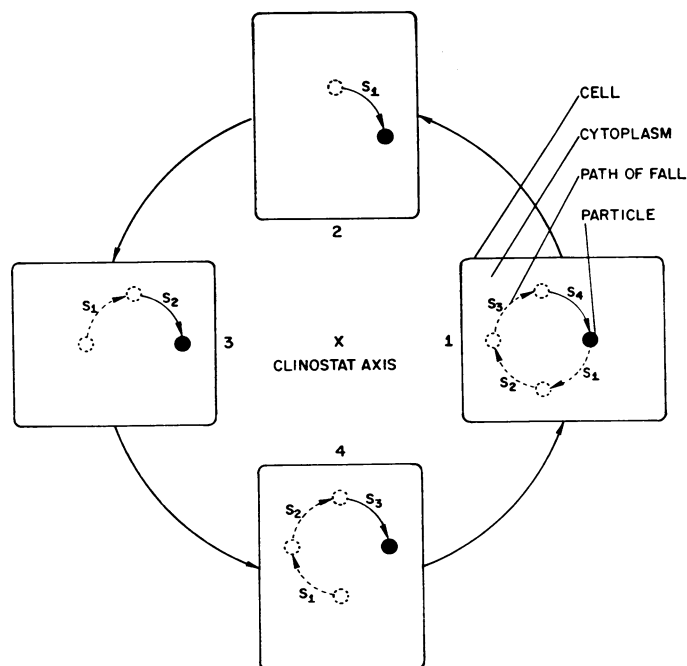 S1
2
CELL
CYTOPLASM
PATH OF FALL
PARTICLE
S1
S2
3
X
CLINOSTAT AXIS
1
S3
S4
S2
S1
4
S2
S3
S1